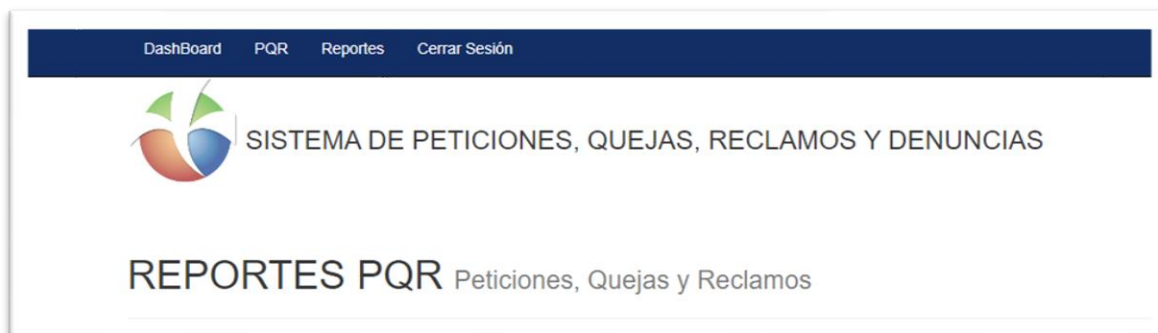 DashBoard PQR Reportes Cerrar Sesión
SISTEMA DE PETICIONES, QUEJAS, RECLAMOS Y DENUNCIAS
REPORTES PQR Peticiones, Quejas y Reclamos